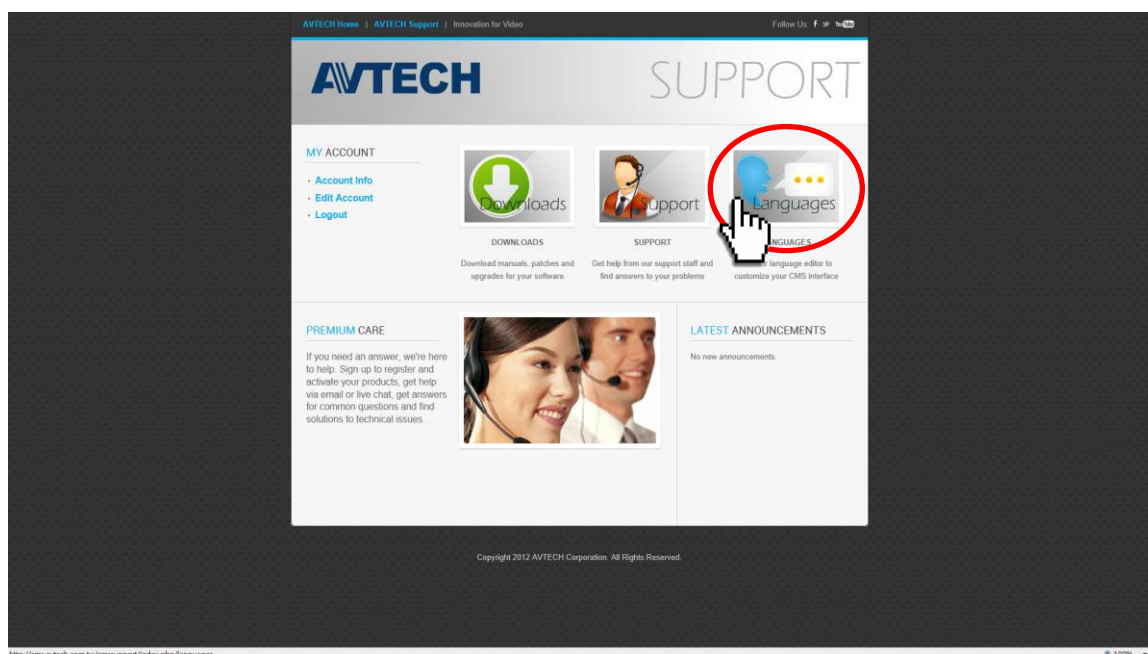 AVTECH Home | AVTECH Support | Innovation for Video
Follow Us:
AVTECH
SUPPORT
MY ACCOUNT
Account Info
Edit Account
Logout
Downloads
DOWNLOADS
Download manuals, patches and
upgrades for your software
Support
SUPPORT
Get help from our support staff and
find answers to your problems
Languages
language editor to
customize your CMS interface
PREMIUM CARE
If you need an answer, we're here
to help. Sign up to register and
activate your products, get help
via email or live chat, get answers
for common questions and find
solutions to technical issues.
LATEST ANNOUNCEMENTS
No new announcements.
Copyright 2012 AVTECH Corporation. All Rights Reserved.
100%